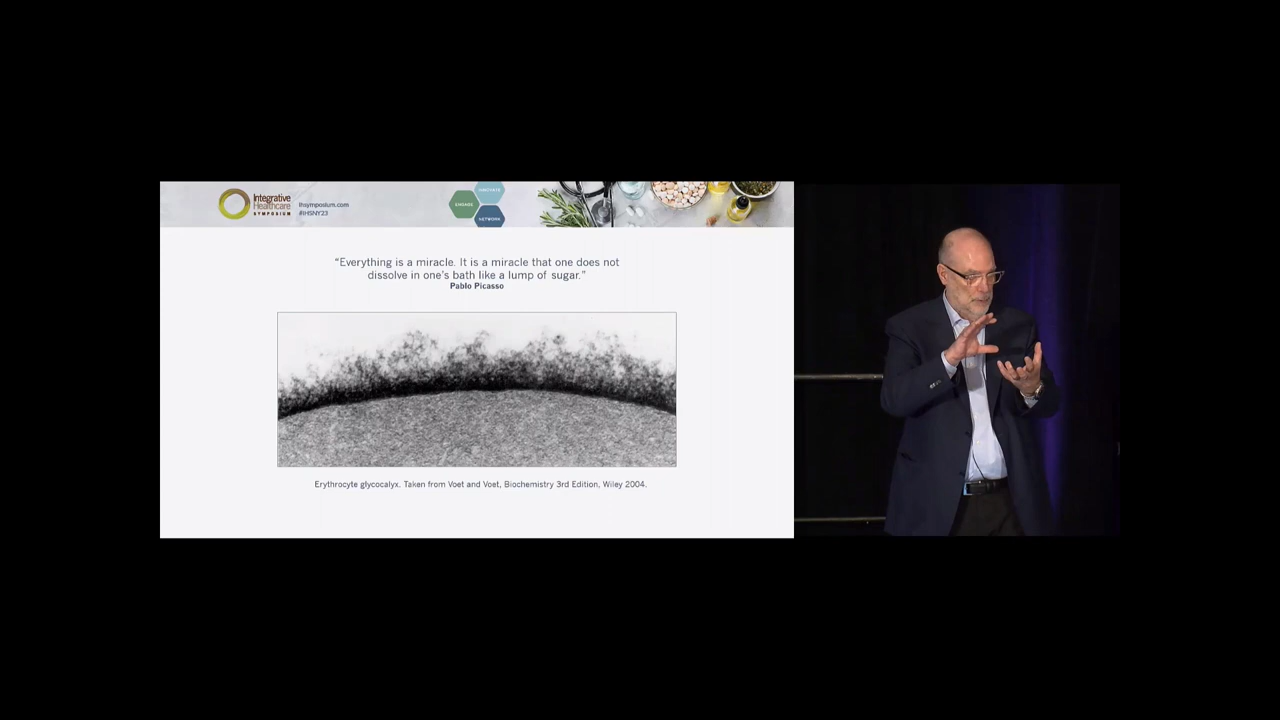 Integrative
Healthcare
SYMPOSIUM
ihsymposium.com
#IHSNY23
INNOVATE
ENGAGE
NETWORK
“Everything is a miracle. It is a miracle that one does not
dissolve in one’s bath like a lump of sugar.”
Pablo Picasso
Erythrocyte glycocalyx. Taken from Voet and Voet, Biochemistry 3rd Edition, Wiley 2004.